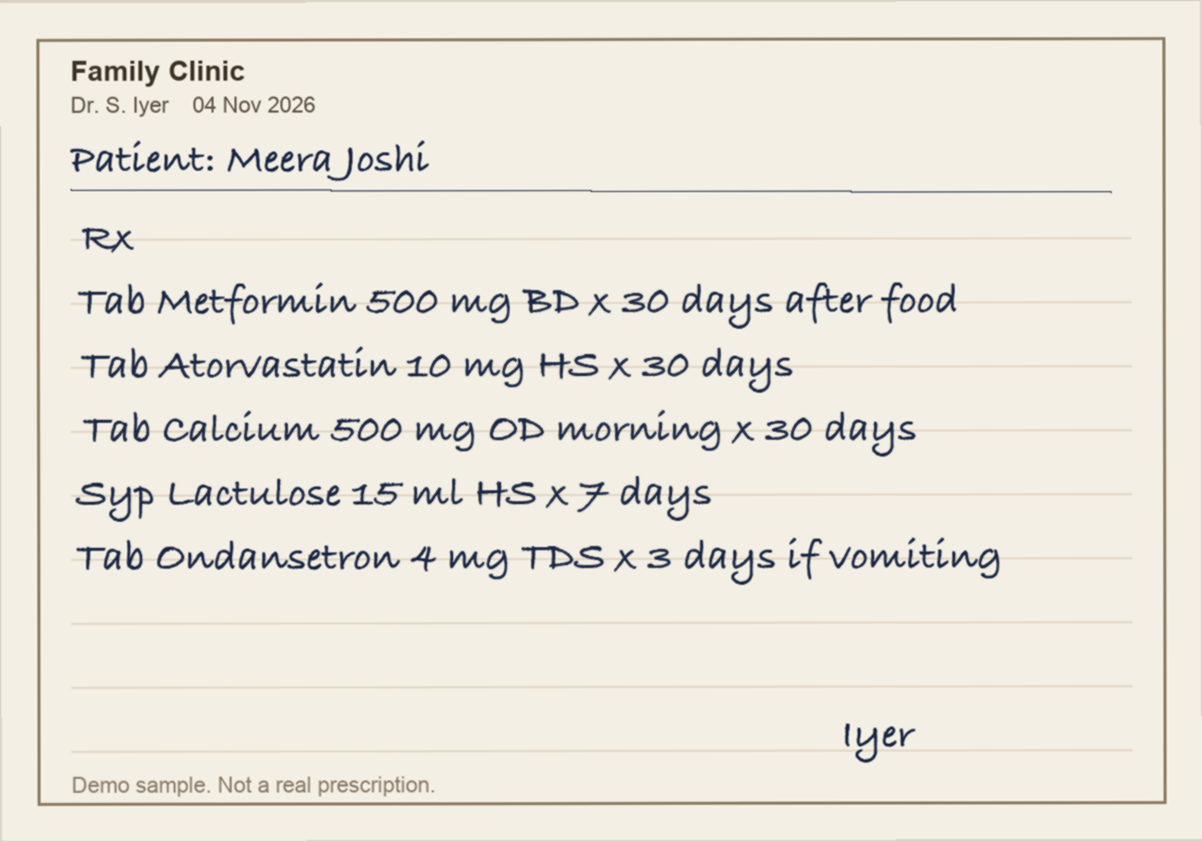 Family Clinic
Dr. S. Iyer 04 Nov 2026
Patient: Meera Joshi
Rx
Tab Metformin 500 mg BD x 30 days after food
Tab Atorvastatin 10 mg HS x 30 days
Tab Calcium 500 mg OD morning x 30 days
Syp Lactulose 15 ml HS x 7 days
Tab Ondansetron 4 mg TDS x 3 days if vomiting
Iyer
Demo sample. Not a real prescription.